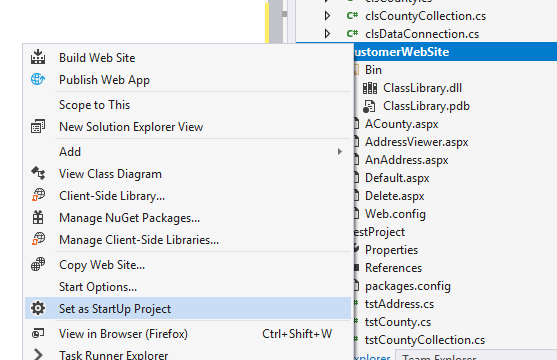 clsCountyCollection.cs
clsDataConnection.cs
Build Web Site
Publish Web App
Scope to This
New Solution Explorer View
Add
View Class Diagram
Client-Side Library...
Manage NuGet Packages...
Manage Client-Side Libraries...
Copy Web Site...
Start Options...
Set as StartUp Project
View in Browser (Firefox) Ctrl+Shift+W
Task Runner Explorer
ustomerWebSite
Bin
ClassLibrary.dll
ClassLibrary.pdb
ACounty.aspx
AddressViewer.aspx
AnAddress.aspx
Default.aspx
Delete.aspx
Web.config
estProject
Properties
References
packages.config
tstAddress.cs
tstCounty.cs
tstCountyCollection.cs
xplorer Team Explorer